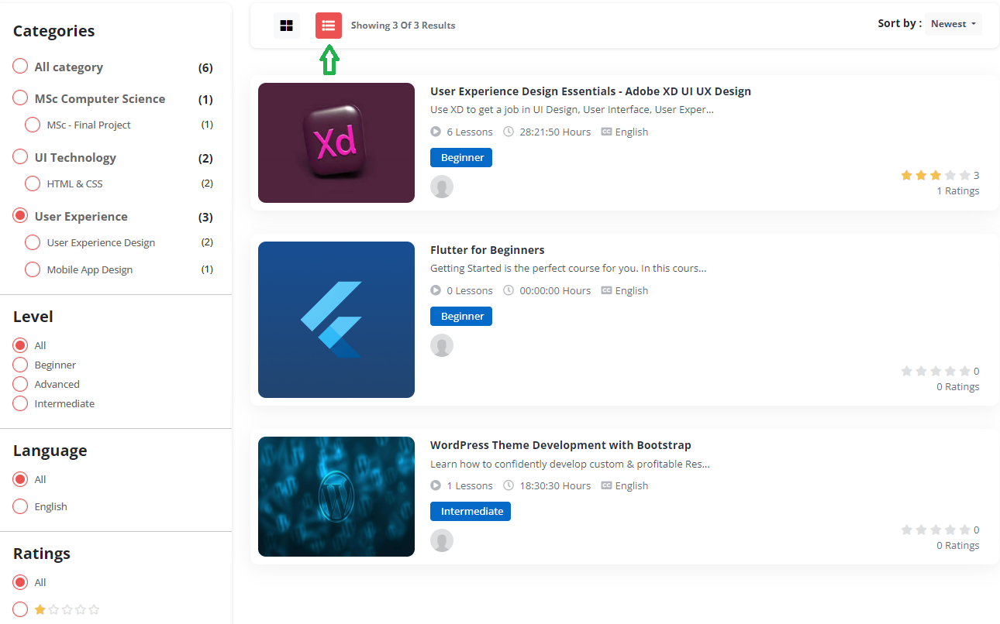 Categories
All category (6)
MSc Computer Science (1)
MSc - Final Project (1)
UI Technology (2)
HTML & CSS (2)
User Experience (3)
User Experience Design (2)
Mobile App Design (1)
Level
All
Beginner
Advanced
Intermediate
Language
All
English
Ratings
All
Showing 3 Of 3 Results
Sort by : Newest
Xd
User Experience Design Essentials - Adobe XD UI UX Design
Use XD to get a job in UI Design, User Interface, User Exper...
6 Lessons 28:21:50 Hours CC English
Beginner
3
1 Ratings
Flutter for Beginners
Getting Started is the perfect course for you. In this cours...
0 Lessons 00:00:00 Hours CC English
Beginner
0
0 Ratings
W
WordPress Theme Development with Bootstrap
Learn how to confidently develop custom & profitable Res...
1 Lessons 18:30:30 Hours CC English
Intermediate
0
0 Ratings